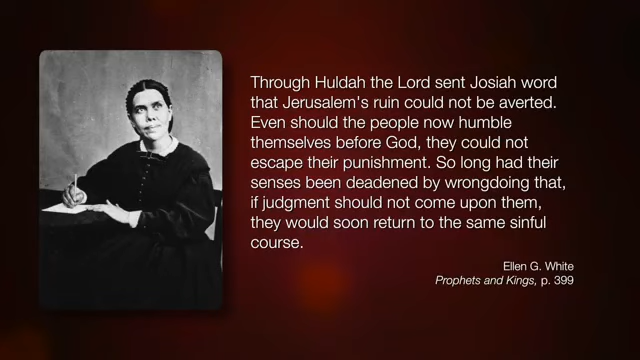 Through Huldah the Lord sent Josiah word
that Jerusalem's ruin could not be averted.
Even should the people now humble
themselves before God, they could not
escape their punishment. So long had their
senses been deadened by wrongdoing that,
if judgment should not come upon them,
they would soon return to the same sinful
course.
Ellen G. White
Prophets and Kings, p. 399